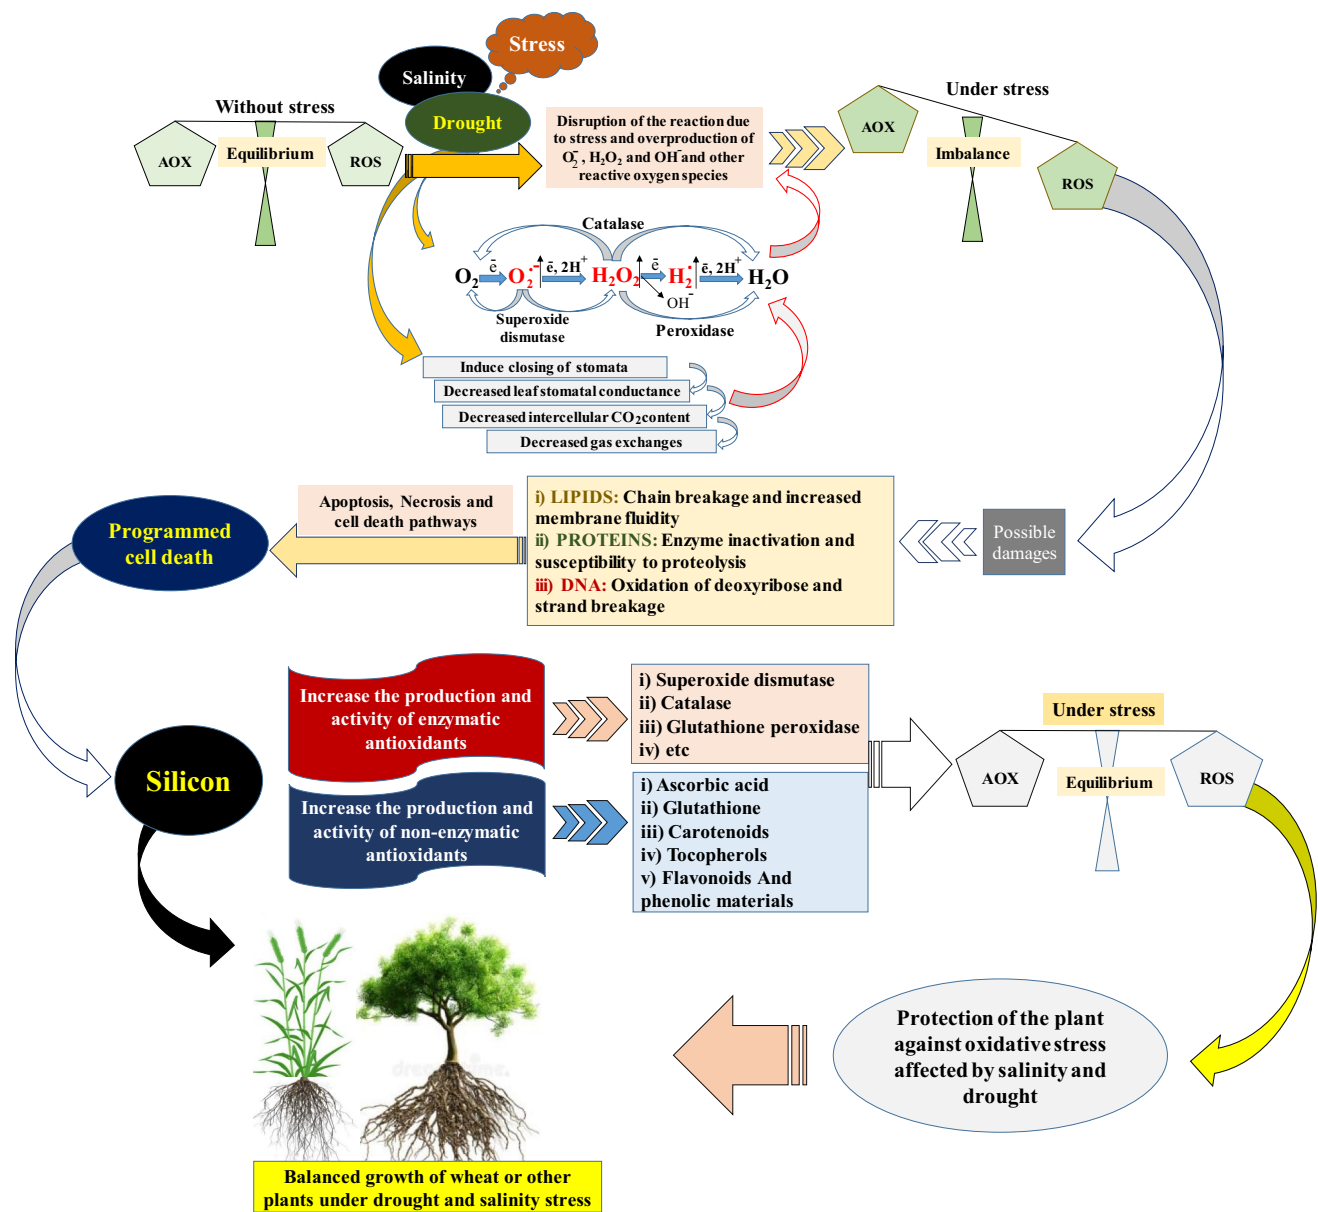 Stress
Salinity
Drought
Without stress
AOX
Equilibrium
ROS
Disruption of the reaction due
to stress and overproduction of
O₂⁻, H₂O₂ and OH⁻ and other
reactive oxygen species
Under stress
AOX
Imbalance
ROS
Catalase
O₂ ē O₂·⁻ ē, 2H⁺ H₂O₂ ē H₂· ē, 2H⁺ H₂O
OH⁻
Superoxide
dismutase
Peroxidase
Induce closing of stomata
Decreased leaf stomatal conductance
Decreased intercellular CO₂ content
Decreased gas exchanges
Programmed
cell death
Apoptosis, Necrosis and
cell death pathways
i) LIPIDS: Chain breakage and increased
membrane fluidity
ii) PROTEINS: Enzyme inactivation and
susceptibility to proteolysis
iii) DNA: Oxidation of deoxyribose and
strand breakage
Possible
damages
Silicon
Increase the production and
activity of enzymatic
antioxidants
i) Superoxide dismutase
ii) Catalase
iii) Glutathione peroxidase
iv) etc
Increase the production and
activity of non-enzymatic
antioxidants
i) Ascorbic acid
ii) Glutathione
iii) Carotenoids
iv) Tocopherols
v) Flavonoids And
phenolic materials
Under stress
AOX
Equilibrium
ROS
Protection of the plant
against oxidative stress
affected by salinity and
drought
Balanced growth of wheat or other
plants under drought and salinity stress